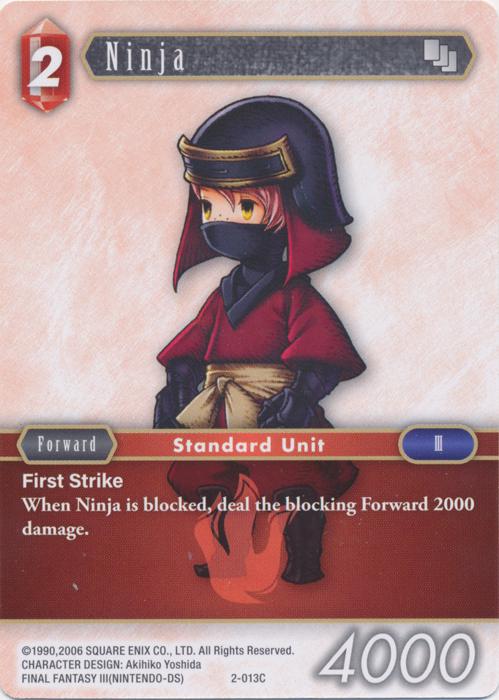 2
Ninja
Forward
Standard Unit
III
First Strike
When Ninja is blocked, deal the blocking Forward 2000
damage.
©1990,2006 SQUARE ENIX CO., LTD. All Rights Reserved.
CHARACTER DESIGN: Akihiko Yoshida
FINAL FANTASY III(NINTENDO-DS)
2-013C
4000